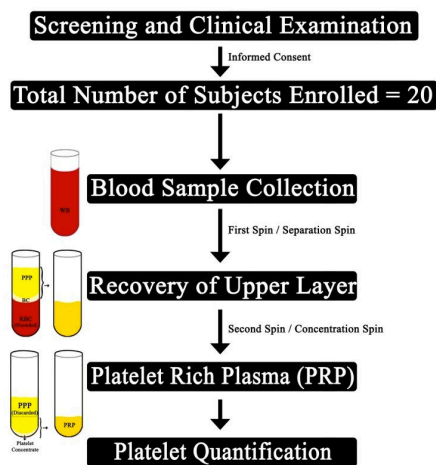 Screening and Clinical Examination
Informed Consent
Total Number of Subjects Enrolled = 20
Blood Sample Collection
WB
First Spin / Separation Spin
PPP
BC
RBC
(Discarded)
Recovery of Upper Layer
Second Spin / Concentration Spin
Platelet Rich Plasma (PRP)
PPP
(Discarded)
PRP
Platelet
Concentrate
Platelet Quantification